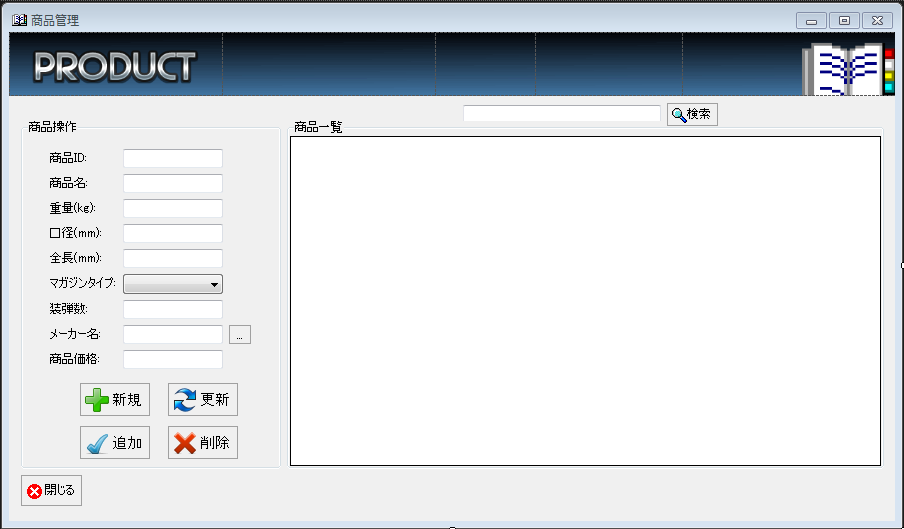 商品管理
PRODUCT
検索
商品操作
商品一覧
商品ID:
商品名:
重量(kg):
口径(mm):
全長(mm):
マガジンタイプ:
装弾数:
メーカー名:
...
商品価格:
新規
更新
追加
削除
閉じる